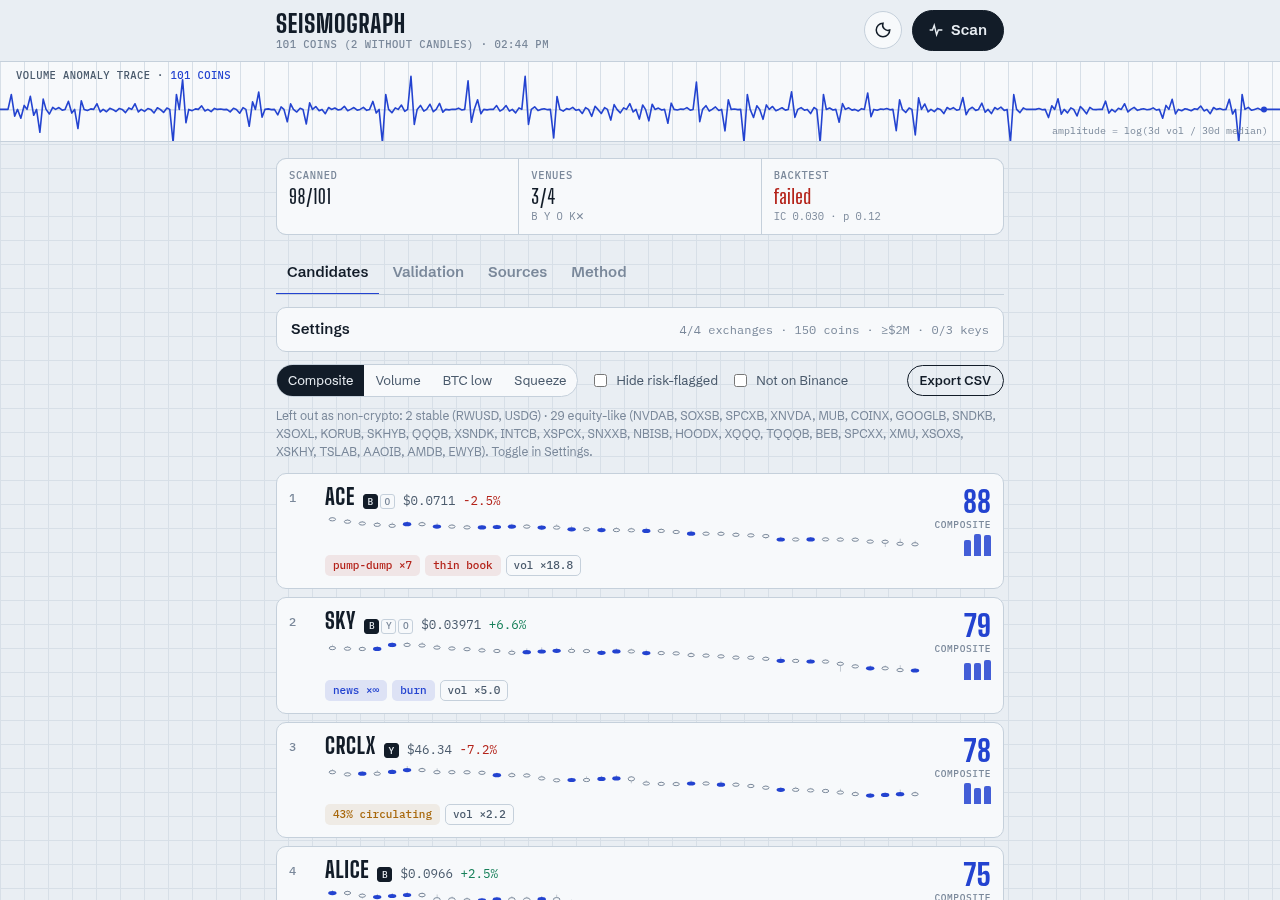 SEISMOGRAPH
101 COINS (2 WITHOUT CANDLES) · 02:44 PM
Scan
VOLUME ANOMALY TRACE · 101 COINS
amplitude = log(3d vol / 30d median)
SCANNED
98/101
VENUES
3/4
B Y O K×
BACKTEST
failed
IC 0.030 · p 0.12
Candidates Validation Sources Method
Settings 4/4 exchanges · 150 coins · ≥$2M · 0/3 keys
Composite Volume BTC low Squeeze Hide risk-flagged Not on Binance Export CSV
Left out as non-crypto: 2 stable (RWUSD, USDG) · 29 equity-like (NVDAB, SOXSB, SPCXB, XNVDA, MUB, COINX, GOOGLB, SNDKB,
XSOXL, KORUB, SKHYB, QQQB, XSNDK, INTCB, XSPCX, SNXXB, NBISB, HOODX, XQQQ, TQQQB, BEB, SPCXX, XMU, XSOXS,
XSKHY, TSLAB, AAOIB, AMDB, EWYB). Toggle in Settings.
1 ACE B O $0.0711 -2.5% 88
COMPOSITE
pump-dump ×7 thin book vol ×18.8
2 SKY B Y O $0.03971 +6.6% 79
COMPOSITE
news ×∞ burn vol ×5.0
3 CRCLX Y $46.34 -7.2% 78
COMPOSITE
43% circulating vol ×2.2
4 ALICE B $0.0966 +2.5% 75
COMPOSITE